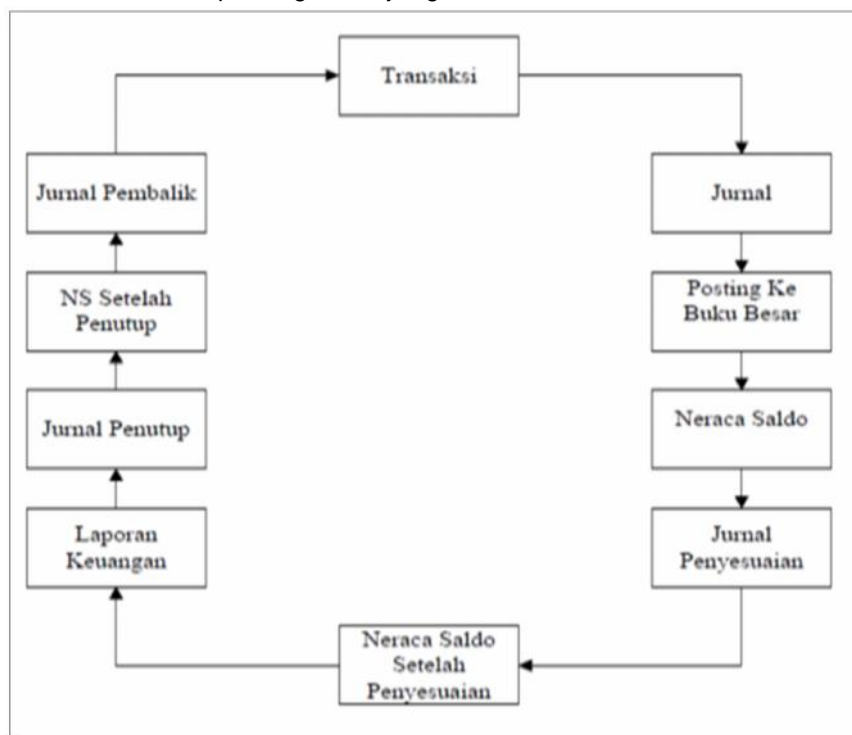 Transaksi
Jurnal
Posting Ke
Buku Besar
Neraca Saldo
Jurnal
Penyesuaian
Neraca Saldo
Setelah
Penyesuaian
Laporan
Keuangan
Jurnal Penutup
NS Setelah
Penutup
Jurnal Pembalik